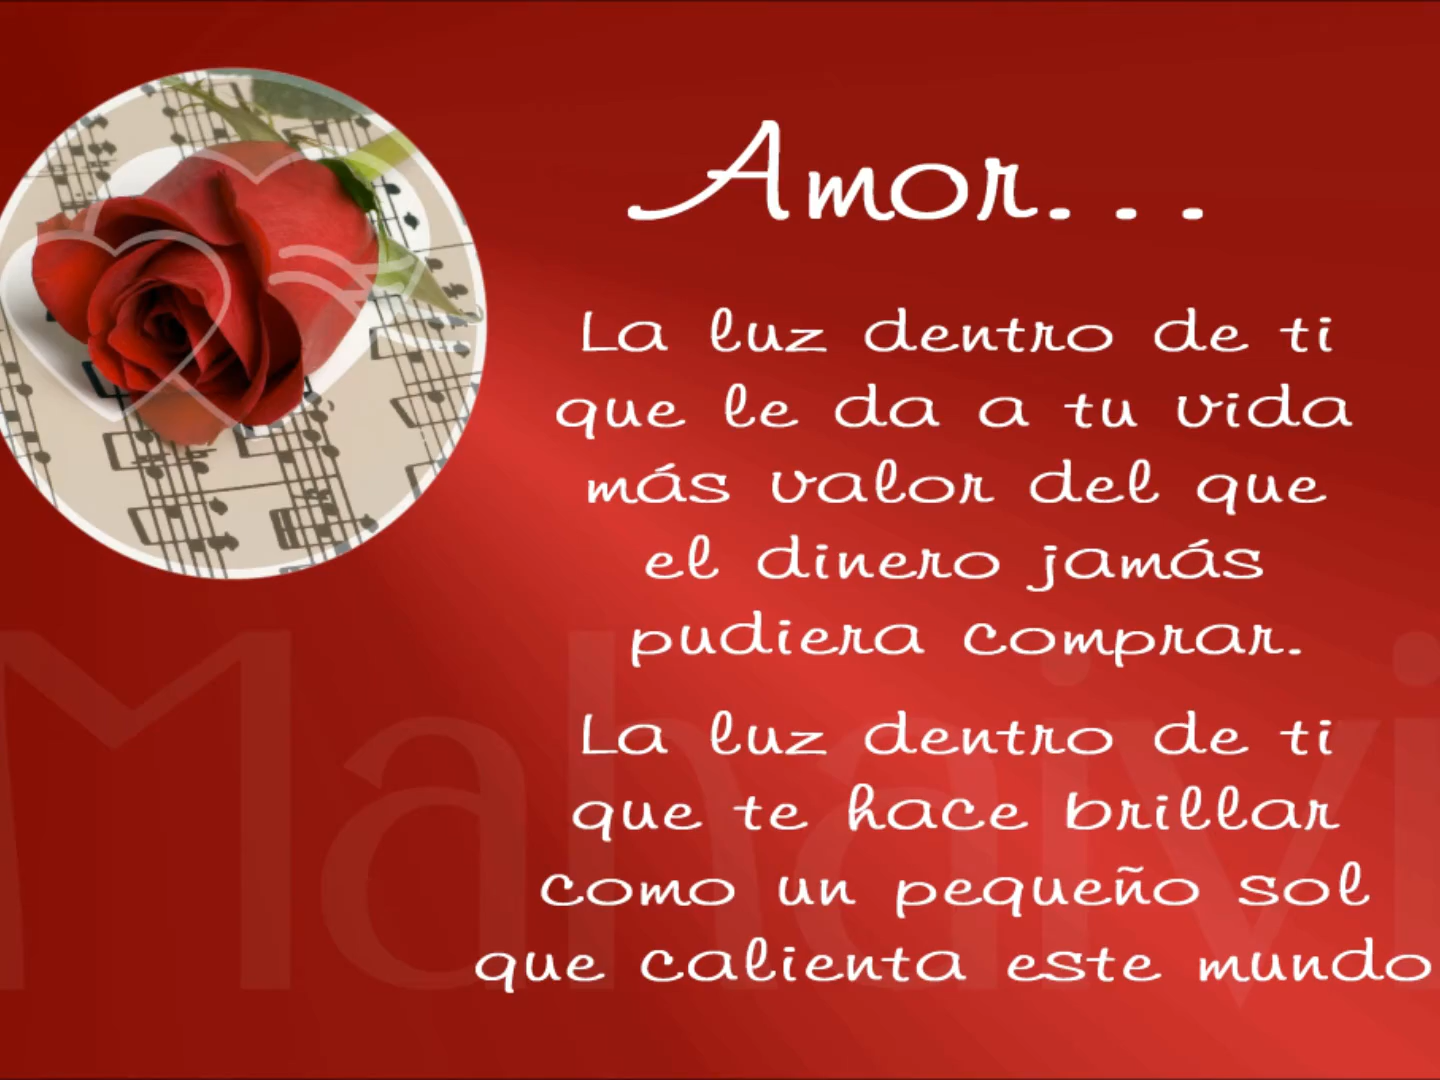 Amor...
La luz dentro de ti
que le da a tu vida
más valor del que
el dinero jamás
pudiera comprar.
La luz dentro de ti
que te hace brillar
como un pequeño sol
que calienta este mundo
Mahaivi